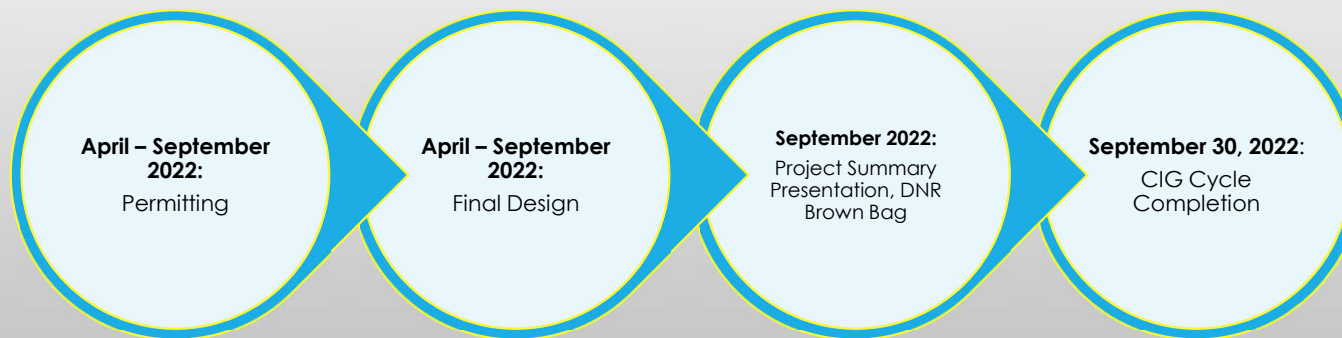 April – September
2022:
Permitting
April – September
2022:
Final Design
September 2022:
Project Summary
Presentation, DNR
Brown Bag
September 30, 2022:
CIG Cycle
Completion